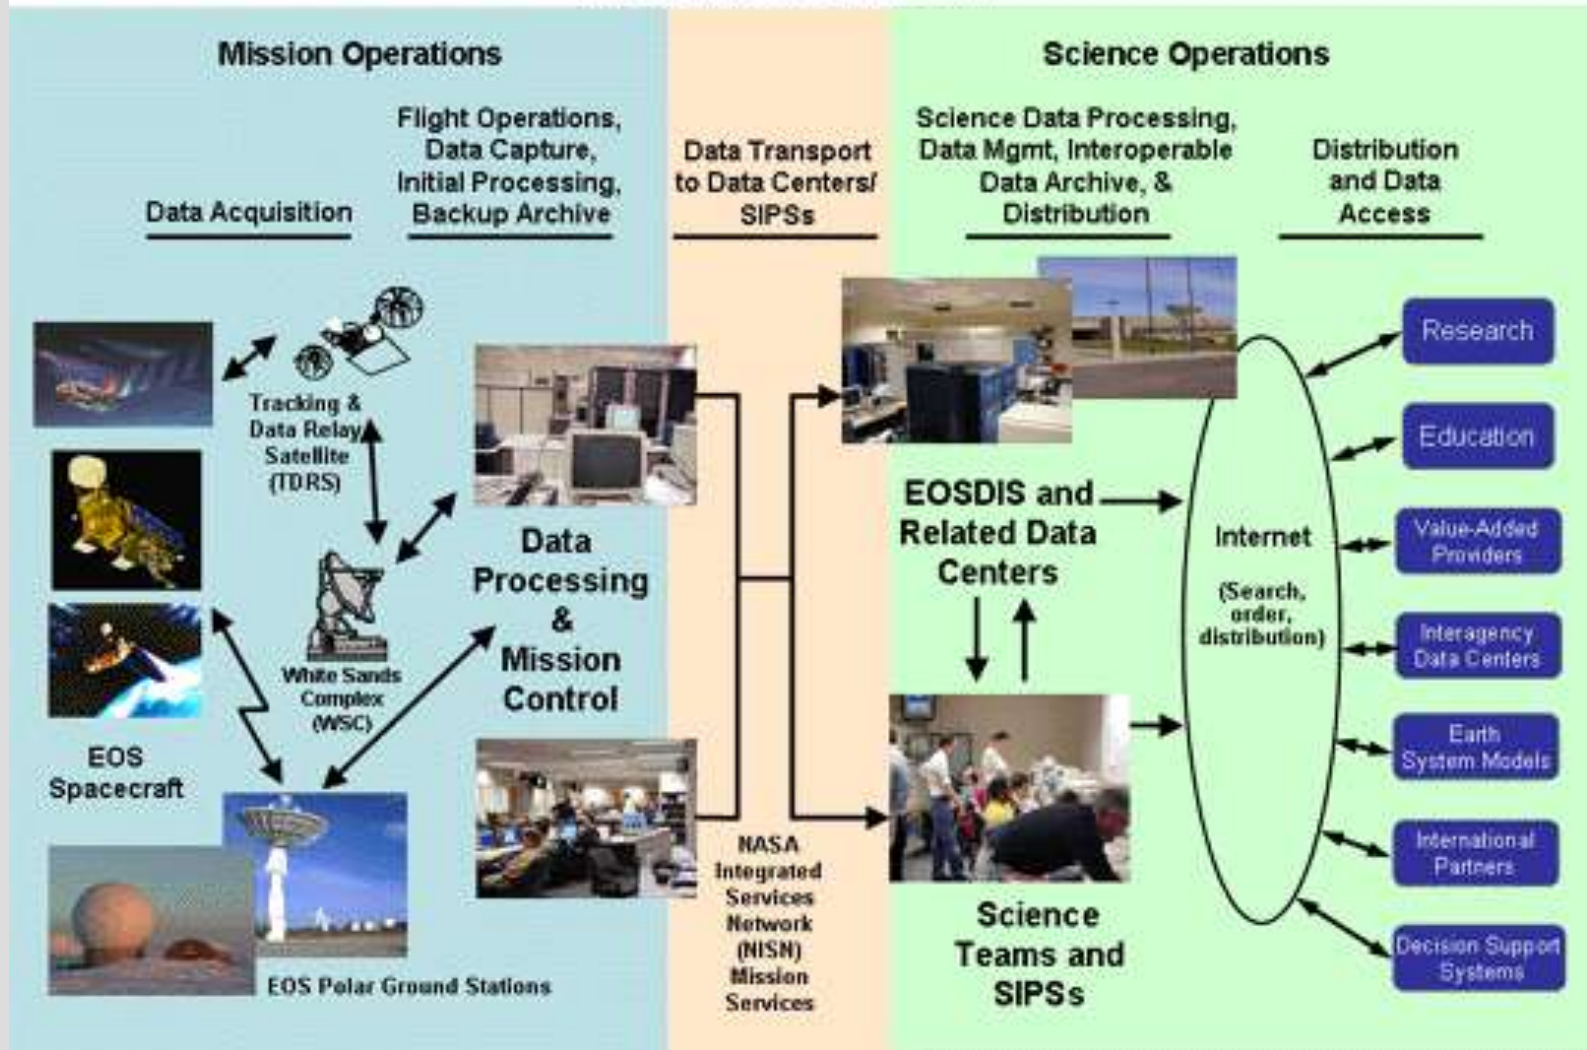 Mission Operations
Science Operations
Data Acquisition
Flight Operations,
Data Capture,
Initial Processing,
Backup Archive
Data Transport
to Data Centers/
SIPSs
Science Data Processing,
Data Mgmt, Interoperable
Data Archive, &
Distribution
Distribution
and Data
Access
Tracking &
Data Relay
Satellite
(TDRS)
White Sands
Complex
(WSC)
EOS
Spacecraft
EOS Polar Ground Stations
Data
Processing
&
Mission
Control
NASA
Integrated
Services
Network
(NISN)
Mission
Services
EOSDIS and
Related Data
Centers
Science
Teams and
SIPSs
Internet
(Search,
order,
distribution)
Research
Education
Value-Added
Providers
Interagency
Data Centers
Earth
System Models
International
Partners
Decision Support
Systems